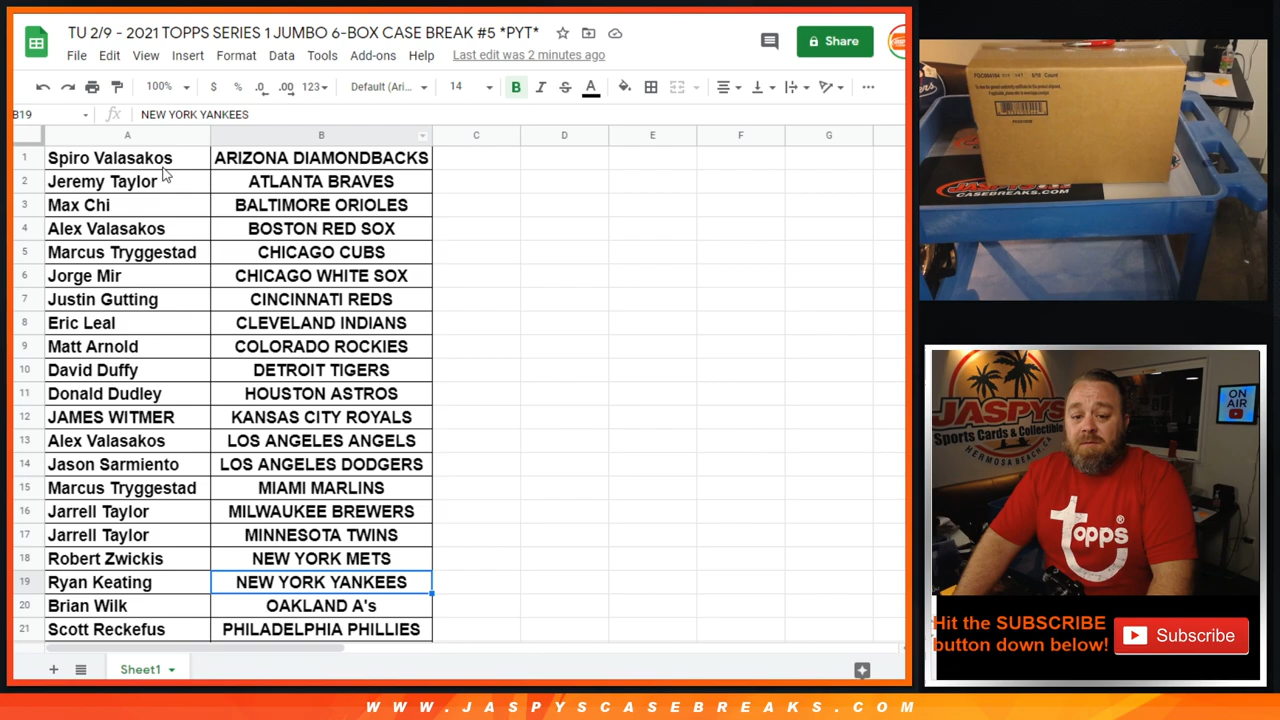 TU 2/9 - 2021 TOPPS SERIES 1 JUMBO 6-BOX CASE BREAK #5 *PYT*
File Edit View Insert Format Data Tools Add-ons Help Last edit was 2 minutes ago
Share
100% $ % .0 .00 123 Default (Ari... 14 B I S A
B19 fx NEW YORK YANKEES
A B C D E F G
1 Spiro Valasakos ARIZONA DIAMONDBACKS
2 Jeremy Taylor ATLANTA BRAVES
3 Max Chi BALTIMORE ORIOLES
4 Alex Valasakos BOSTON RED SOX
5 Marcus Tryggestad CHICAGO CUBS
6 Jorge Mir CHICAGO WHITE SOX
7 Justin Gutting CINCINNATI REDS
8 Eric Leal CLEVELAND INDIANS
9 Matt Arnold COLORADO ROCKIES
10 David Duffy DETROIT TIGERS
11 Donald Dudley HOUSTON ASTROS
12 JAMES WITMER KANSAS CITY ROYALS
13 Alex Valasakos LOS ANGELES ANGELS
14 Jason Sarmiento LOS ANGELES DODGERS
15 Marcus Tryggestad MIAMI MARLINS
16 Jarrell Taylor MILWAUKEE BREWERS
17 Jarrell Taylor MINNESOTA TWINS
18 Robert Zwickis NEW YORK METS
19 Ryan Keating NEW YORK YANKEES
20 Brian Wilk OAKLAND A's
21 Scott Reckefus PHILADELPHIA PHILLIES
Sheet1
JASPYS
CASEBREAKS.COM
JASPYS
Sports Cards & Collectible
HERMOSA BEACH, CA
ON
AIR
topps
Hit the SUBSCRIBE
button down below!
Subscribe
WWW.JASPYSCASEBREAKS.COM